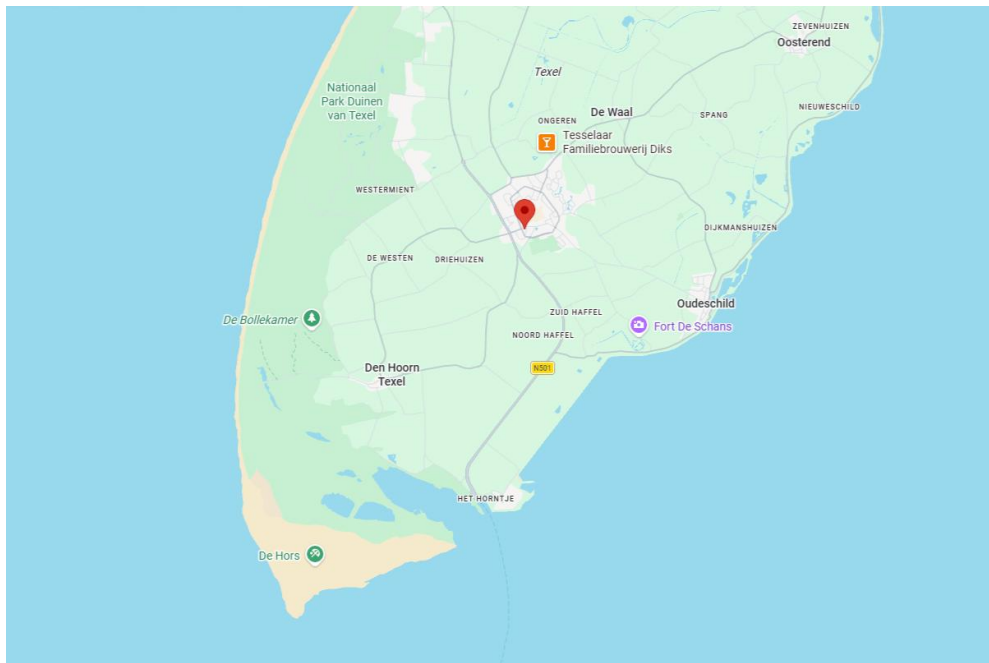 ZEVENHUIZEN
Oosterend
Texel
Nationaal
Park Duinen
van Texel
De Waal
NIEUWESCHILD
SPANG
ONGEREN
Tesselaar
Familiebrouwerij Diks
WESTERMIENT
DIJKMANSHUIZEN
DE WESTEN
DRIEHUIZEN
Oudeschild
ZUID HAFFEL
De Bollekamer
Fort De Schans
NOORD HAFFEL
N501
Den Hoorn
Texel
HET HORNTJE
De Hors